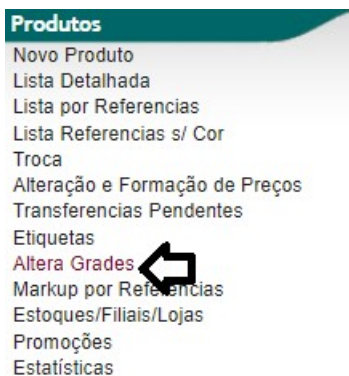 Produtos
Novo Produto
Lista Detalhada
Lista por Referencias
Lista Referencias s/ Cor
Troca
Alteração e Formação de Preços
Transferencias Pendentes
Etiquetas
Altera Grades
Markup por Referencias
Estoques/Filiais/Lojas
Promoções
Estatísticas